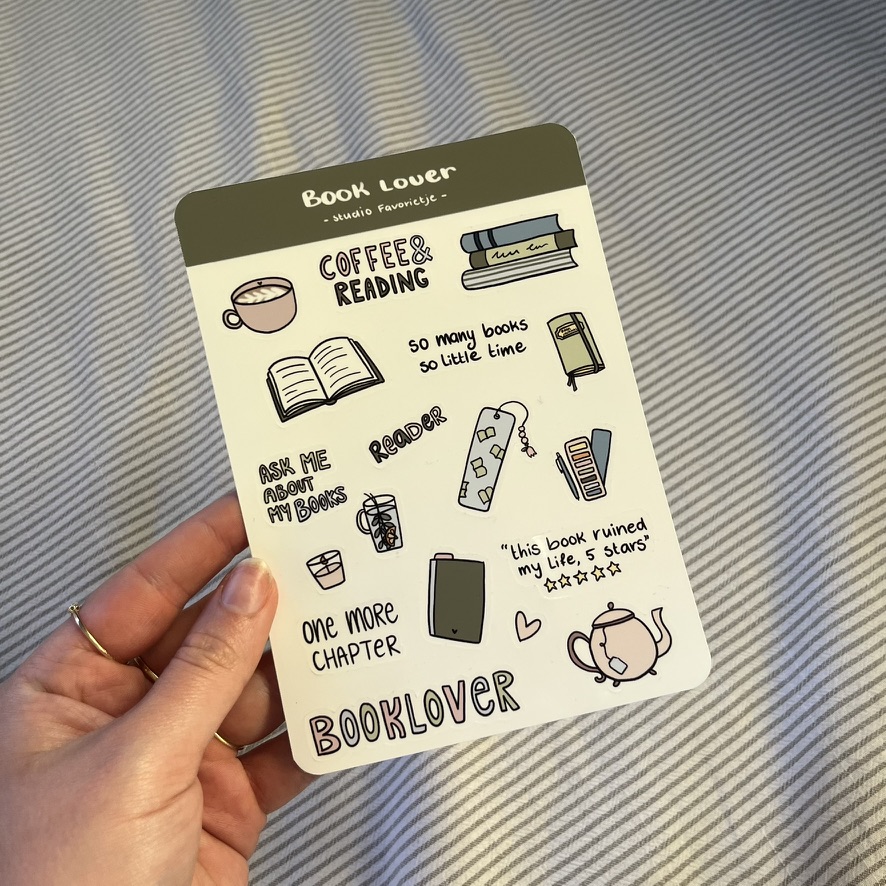 Book Lover
- Studio Favorietje -
COFFEE&
READING
so many books
so little time
READER
ASK ME
ABOUT
MY BOOKS
"this book ruined
my life, 5 stars"
ONE MORE
CHAPTER
BOOKLOVER